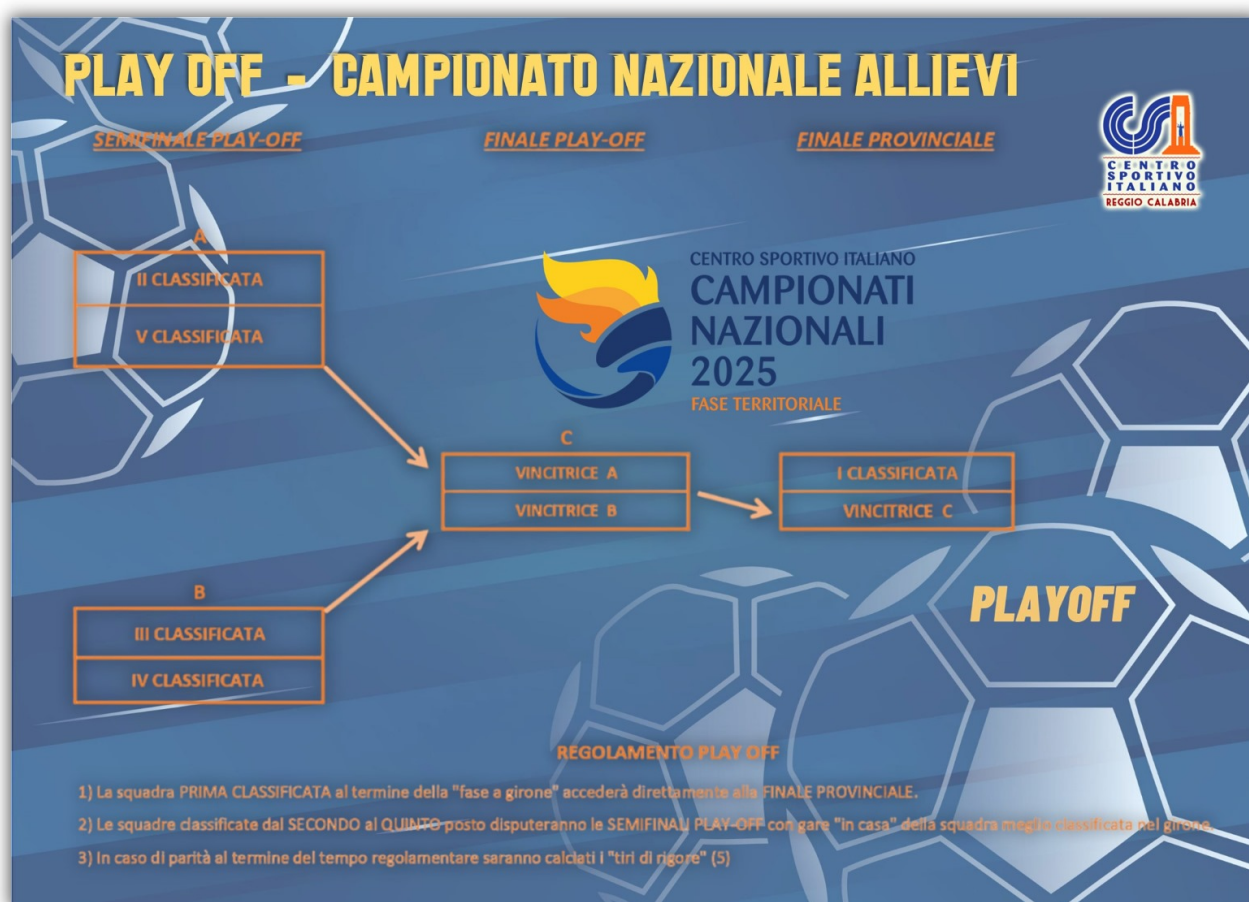 PLAY OFF - CAMPIONATO NAZIONALE ALLIEVI
SEMIFINALE PLAY-OFF
FINALE PLAY-OFF
FINALE PROVINCIALE
CSI
CENTRO
SPORTIVO
ITALIANO
REGGIO CALABRIA
A
II CLASSIFICATA
V CLASSIFICATA
CENTRO SPORTIVO ITALIANO
CAMPIONATI
NAZIONALI
2025
FASE TERRITORIALE
C
VINCITRICE A
VINCITRICE B
I CLASSIFICATA
VINCITRICE C
B
III CLASSIFICATA
IV CLASSIFICATA
PLAYOFF
REGOLAMENTO PLAY OFF
1) La squadra PRIMA CLASSIFICATA al termine della "fase a girone" accederà direttamente alla FINALE PROVINCIALE.
2) Le squadre classificate dal SECONDO al QUINTO posto disputeranno le SEMIFINALI PLAY-OFF con gare "in casa" della squadra meglio classificata nel girone.
3) In caso di parità al termine del tempo regolamentare saranno calciati i "tiri di rigore" (5)